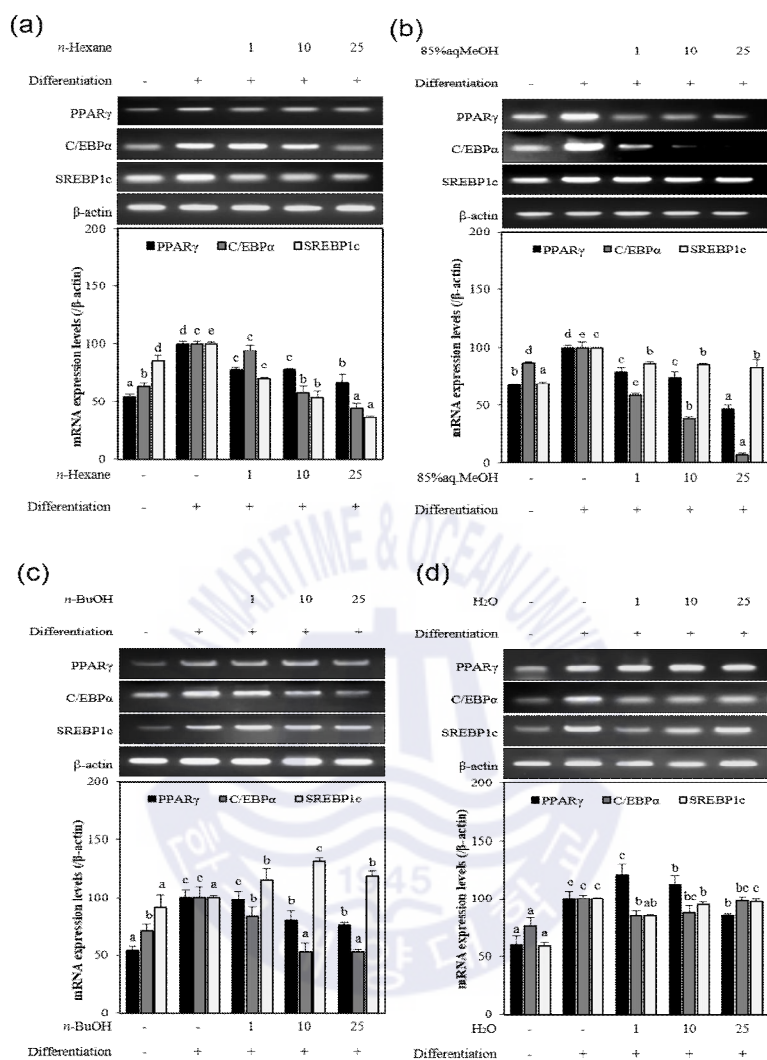 (a)
n-Hexane 1 10 25
Differentiation - + + + +
PPARγ
C/EBPα
SREBP1c
β-actin
200
150
100
50
0
mRNA expression levels (/β-actin)
PPARγ C/EBPα SREBP1c
a b d d c e c c c c b b b a a
n-Hexane - - 1 10 25
Differentiation - + + + +
(b)
85%aqMeOH - - 1 10 25
Differentiation - + + + +
PPARγ
C/EBPα
SREBP1c
β-actin
200
150
100
50
0
mRNA expression levels (/β-actin)
PPARγ C/EBPα SREBP1c
b d a d e c c c b c b b a a b
85%aq.MeOH - - 1 10 25
Differentiation - + + + +
(c)
n-BuOH - - 1 10 25
Differentiation - + + + +
PPARγ
C/EBPα
SREBP1c
β-actin
200
150
100
50
0
mRNA expression levels (/β-actin)
PPARγ C/EBPα SREBP1c
a b a c c a c b b b a c b a b
n-BuOH - - 1 10 25
Differentiation - + + + +
(d)
H2O - - 1 10 25
Differentiation - + + + +
PPARγ
C/EBPα
SREBP1c
β-actin
200
150
100
50
0
mRNA expression levels (/β-actin)
PPARγ C/EBPα SREBP1c
a a a c c c c b ab b bc b b bc c
H2O - - 1 10 25
Differentiation - + + + +
MARITIME & OCEAN
1945